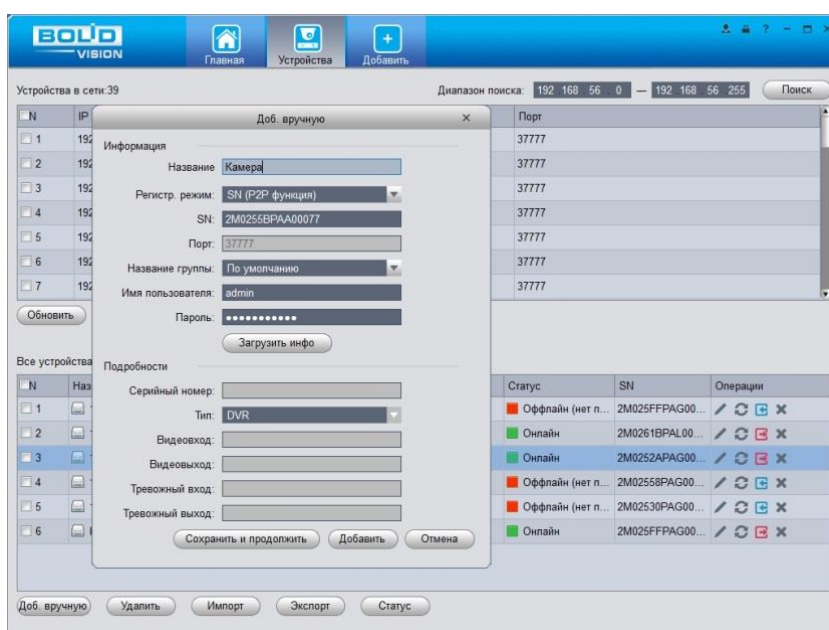 BOLID
VISION
Главная
Устройства
Добавить
Устройства в сети:39
Диапазон поиска: 192 168 56 0 — 192 168 56 255 Поиск
N IP Порт
1 192 37777
2 192 37777
3 192 37777
4 192 37777
5 192 37777
6 192 37777
7 192 37777
Обновить
Доб. вручную
Информация
Название Камера
Регистр. режим: SN (P2P функция)
SN: 2M0255BPAA00077
Порт: 37777
Название группы: По умолчанию
Имя пользователя: admin
Пароль: •••••••••••
Загрузить инфо
Подробности
Серийный номер:
Тип: DVR
Видеовход:
Видеовыход:
Тревожный вход:
Тревожный выход:
Сохранить и продолжить Добавить Отмена
Все устройства
N Наз Статус SN Операции
1 Оффлайн (нет п... 2M025FFPAG00...
2 Онлайн 2M0261BPAL00...
3 Онлайн 2M0252APAG00...
4 Оффлайн (нет п... 2M02558PAG00...
5 Оффлайн (нет п... 2M02530PAG00...
6 Онлайн 2M025FFPAG00...
Доб. вручную Удалить Импорт Экспорт Статус